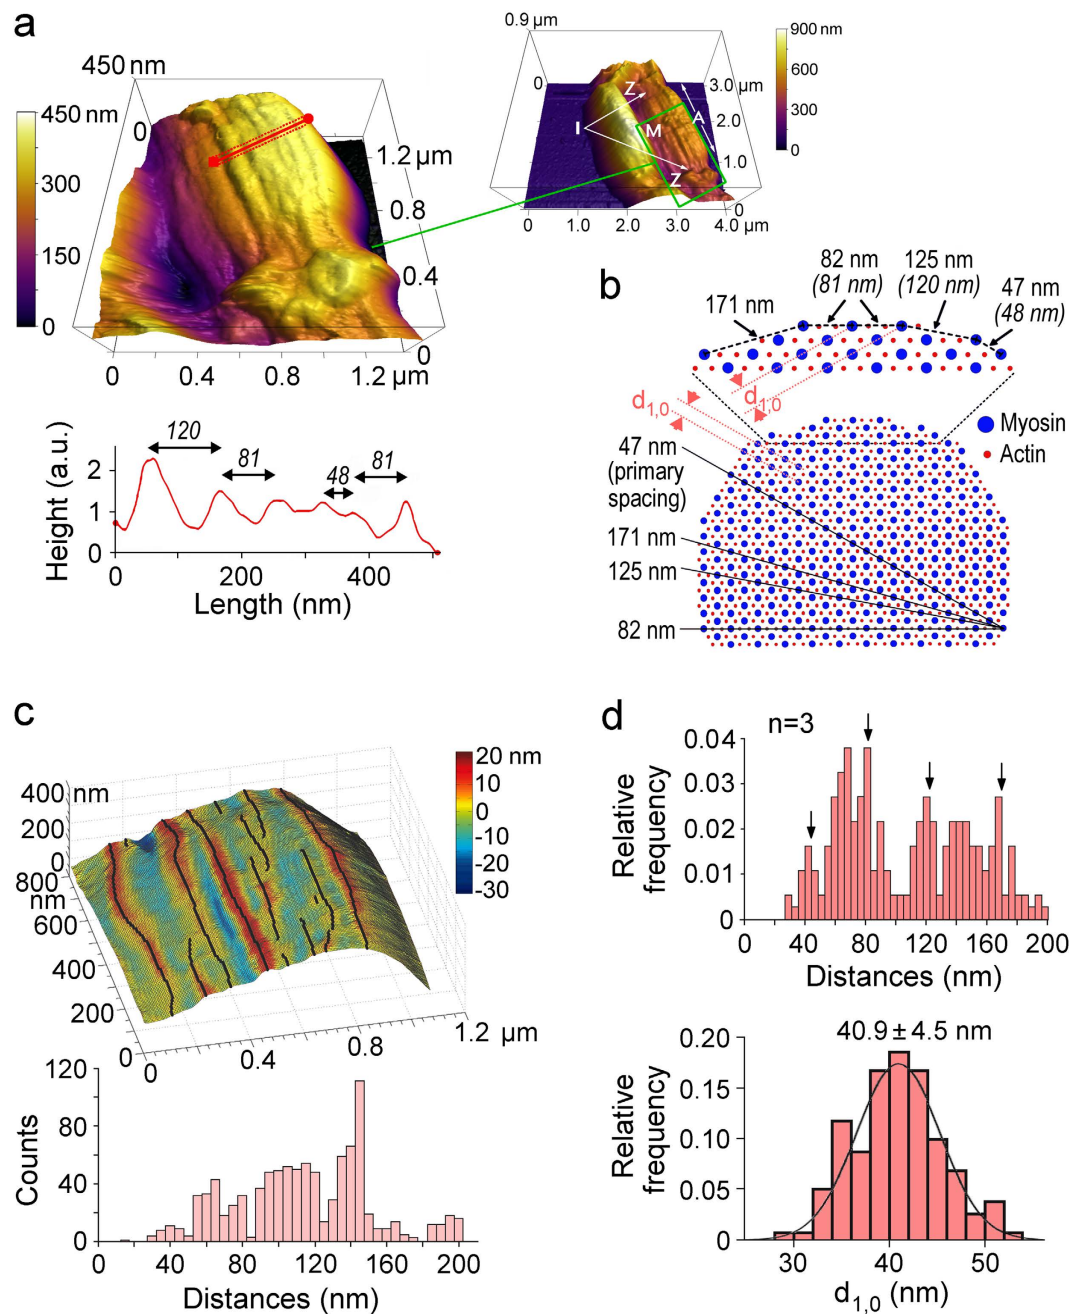 a
450 nm
0
450 nm
300
150
0
1.2 µm
0.8
0.4
0
0
0.4
0.8
1.2 µm
0.9 µm
0
Z
I
M
A
Z
3.0 µm
2.0
1.0
0
0
1.0
2.0
3.0
4.0 µm
900 nm
600
300
0
Height (a.u.)
2
1
0
120
81
48
81
0
200
400
Length (nm)
b
171 nm
82 nm
(81 nm)
125 nm
(120 nm)
47 nm
(48 nm)
d1,0
d1,0
47 nm
(primary
spacing)
171 nm
125 nm
82 nm
Myosin
Actin
c
400
nm
200
0
800
nm
600
400
200
0
0
0.4
0.8
1.2 µm
20 nm
10
0
-10
-20
-30
Counts
120
80
40
0
0
40
80
120
160
200
Distances (nm)
d
n=3
Relative
frequency
0.04
0.03
0.02
0.01
0
0
40
80
120
160
200
Distances (nm)
40.9 ± 4.5 nm
Relative
frequency
0.20
0.15
0.10
0.05
0.00
30
40
50
d1,0 (nm)